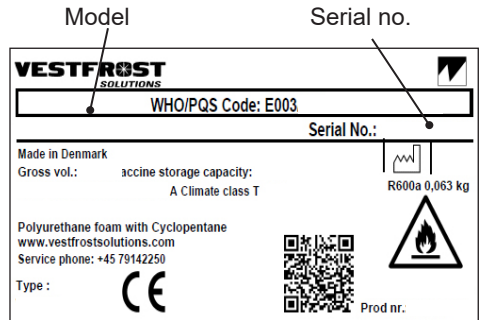 Model
Serial no.
VESTFROST
SOLUTIONS
WHO/PQS Code: E003
Serial No.:
Made in Denmark
Gross vol.: accine storage capacity:
A Climate class T
R600a 0,063 kg
Polyurethane foam with Cyclopentane
www.vestfrostsolutions.com
Service phone: +45 79142250
Type :
CE
Prod nr.